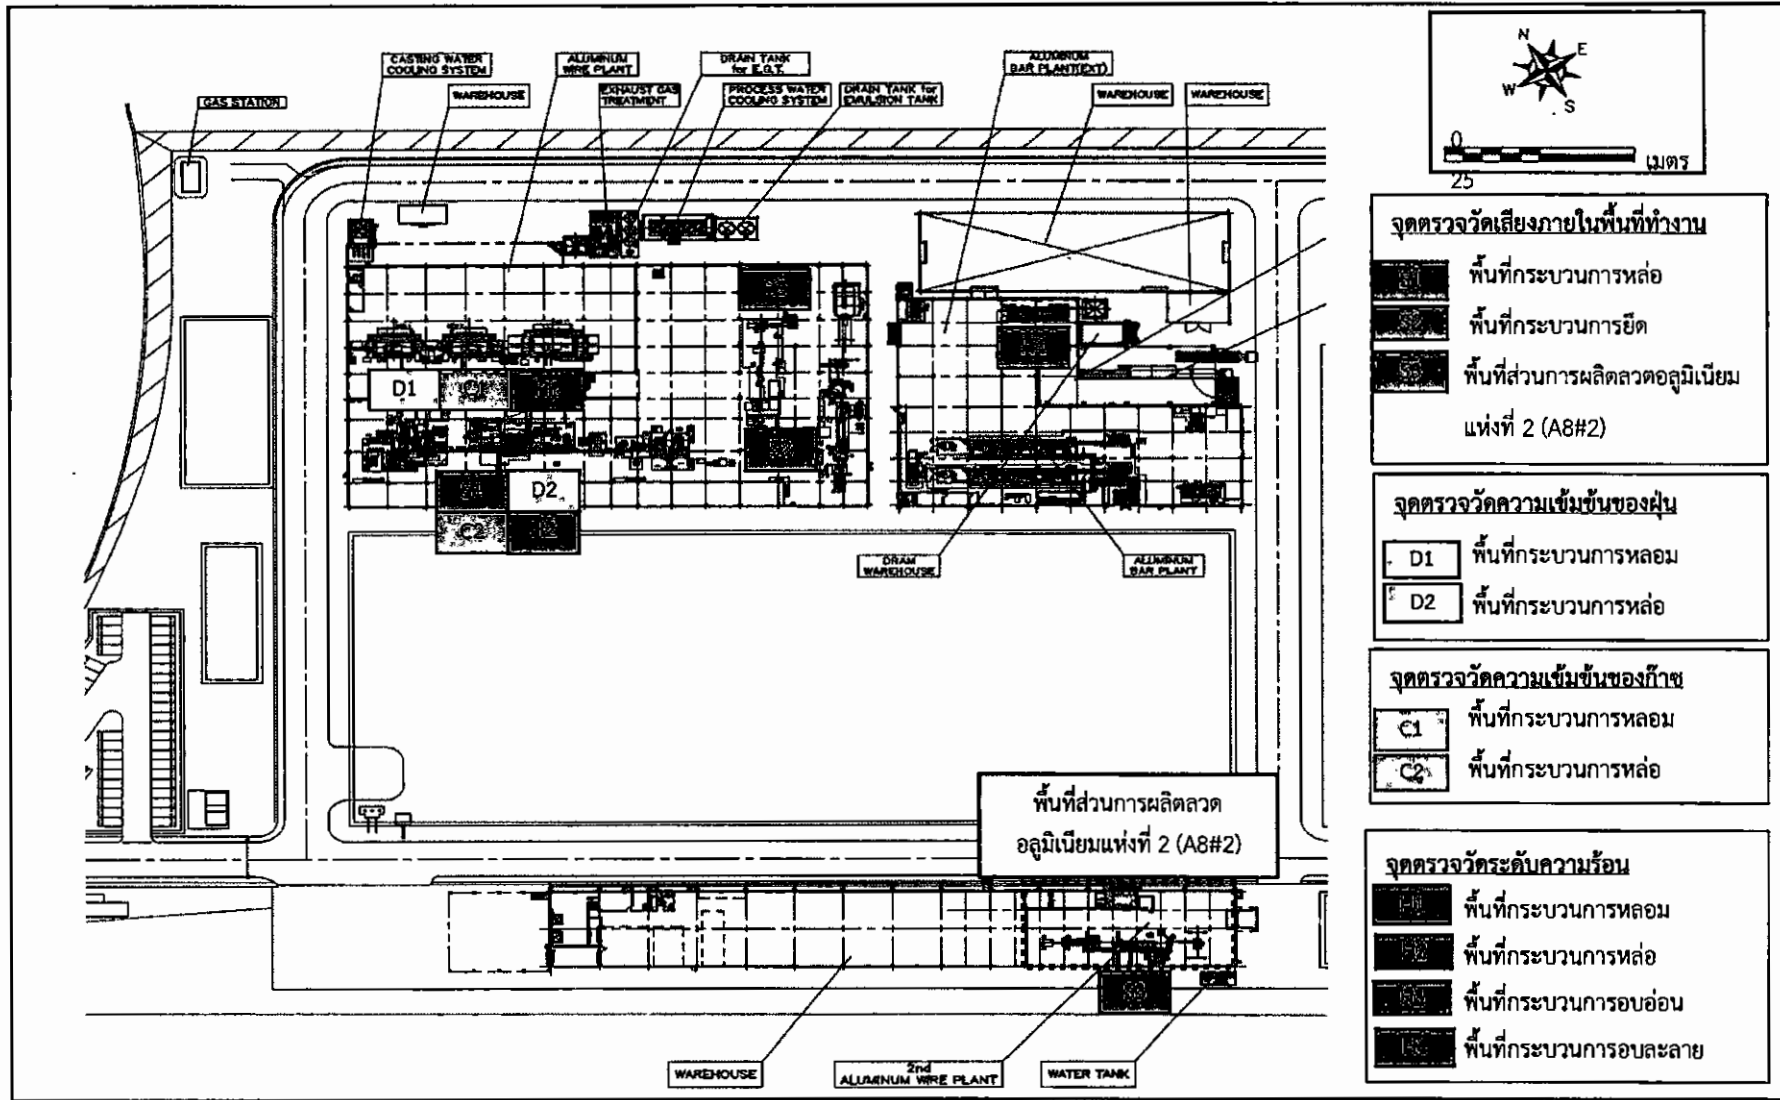 CASTING WATER
COOLING SYSTEM
ALUMINUM
WIRE PLANT
DRAIN TANK
for E.G.T.
ALUMINUM
BAR PLANT(EXT)
GAS STATION
WAREHOUSE
EXHAUST GAS
TREATMENT
PROCESS WATER
COOLING SYSTEM
DRAIN TANK for
EMULSION TANK
WAREHOUSE
WAREHOUSE
N
E
W
S
0
เมตร
25
จุดตรวจวัดเสียงภายในพื้นที่ทำงาน
พื้นที่กระบวนการหล่อ
พื้นที่กระบวนการยืด
พื้นที่ส่วนการผลิตลวดอลูมิเนียม
แห่งที่ 2 (A8#2)
D1
D2
C2
DRAM
WAREHOUSE
ALUMINUM
BAR PLANT
จุดตรวจวัดความเข้มข้นของฝุ่น
D1 พื้นที่กระบวนการหลอม
D2 พื้นที่กระบวนการหล่อ
จุดตรวจวัดความเข้มข้นของก๊าซ
C1 พื้นที่กระบวนการหลอม
C2 พื้นที่กระบวนการหล่อ
พื้นที่ส่วนการผลิตลวด
อลูมิเนียมแห่งที่ 2 (A8#2)
จุดตรวจวัดระดับความร้อน
พื้นที่กระบวนการหลอม
พื้นที่กระบวนการหล่อ
พื้นที่กระบวนการอบอ่อน
พื้นที่กระบวนการอบละลาย
WAREHOUSE
2nd
ALUMINUM WIRE PLANT
WATER TANK